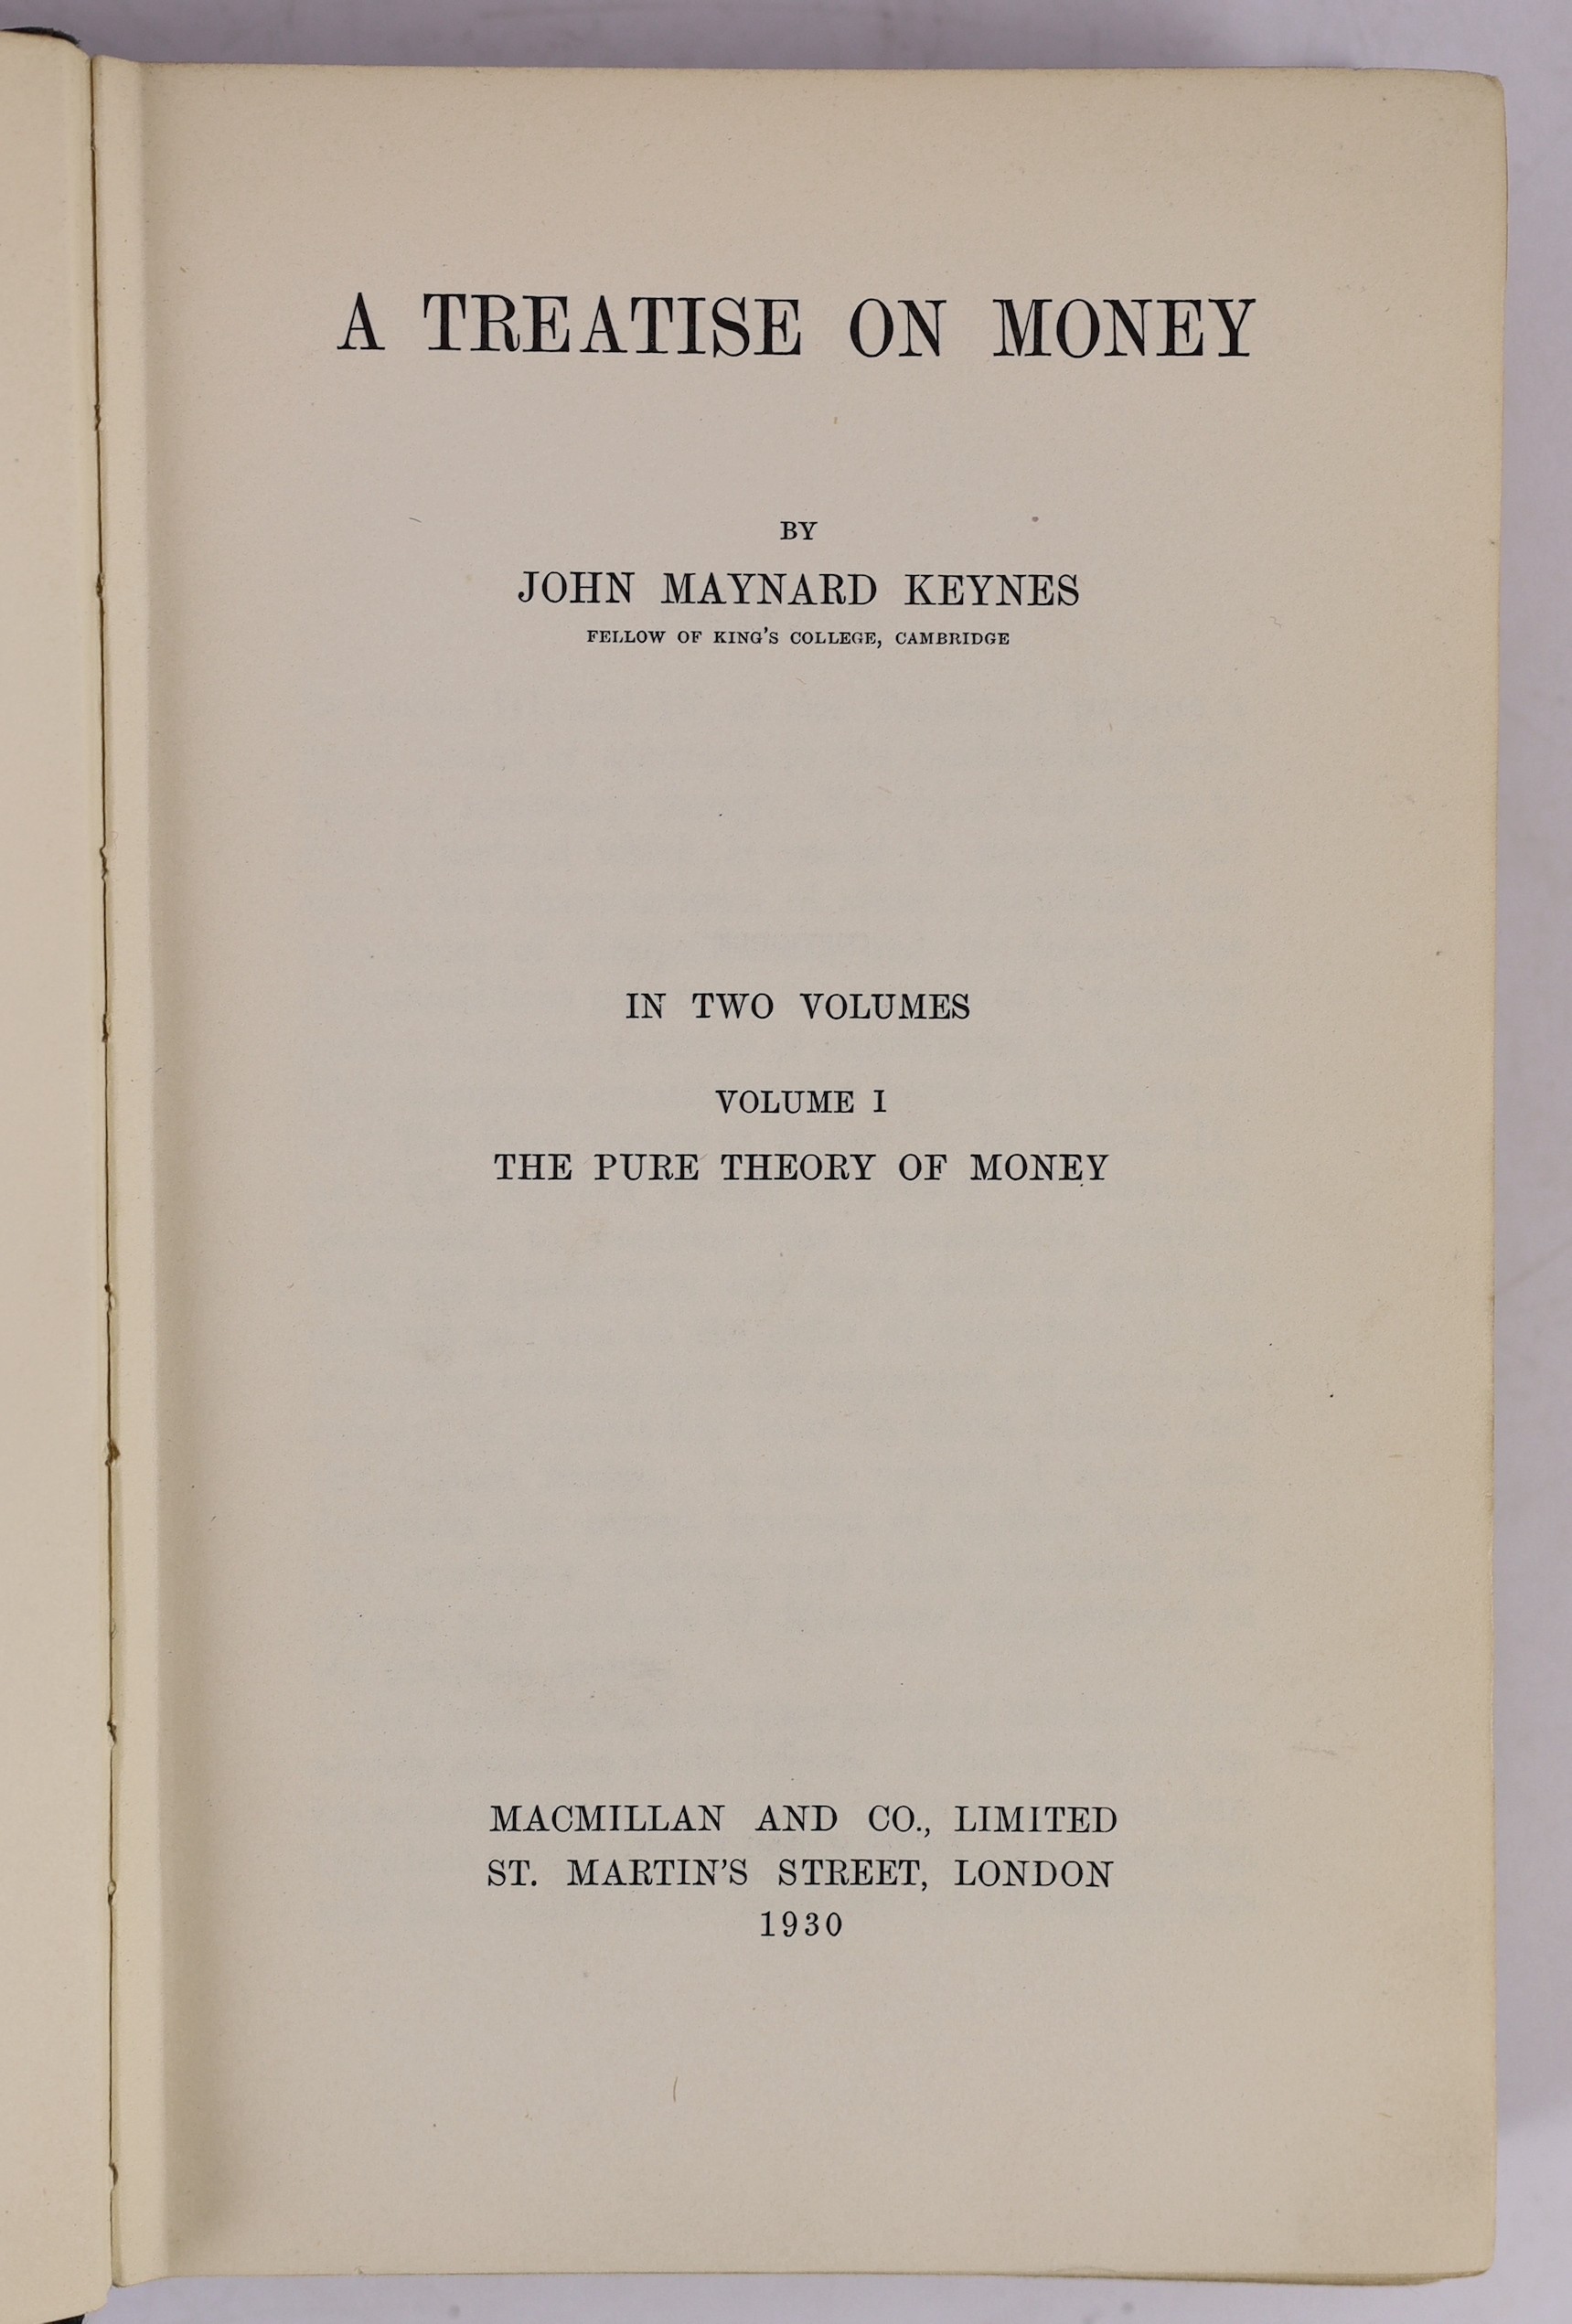 A TREATISE ON MONEY
BY
JOHN MAYNARD KEYNES
FELLOW OF KING'S COLLEGE, CAMBRIDGE
IN TWO VOLUMES
VOLUME I
THE PURE THEORY OF MONEY
MACMILLAN AND CO., LIMITED
ST. MARTIN'S STREET, LONDON
1930